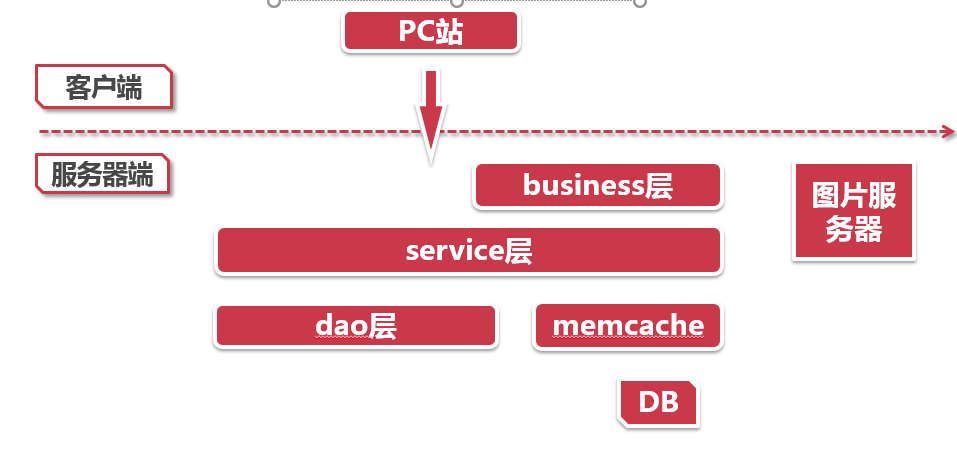 PC站
客户端
服务器端
business层
图片服
务器
service层
dao层
memcache
DB